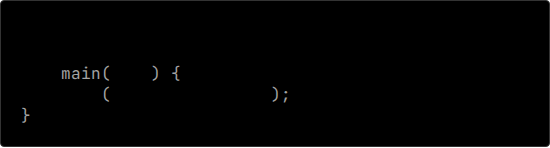 main(    ) {
(                );
}